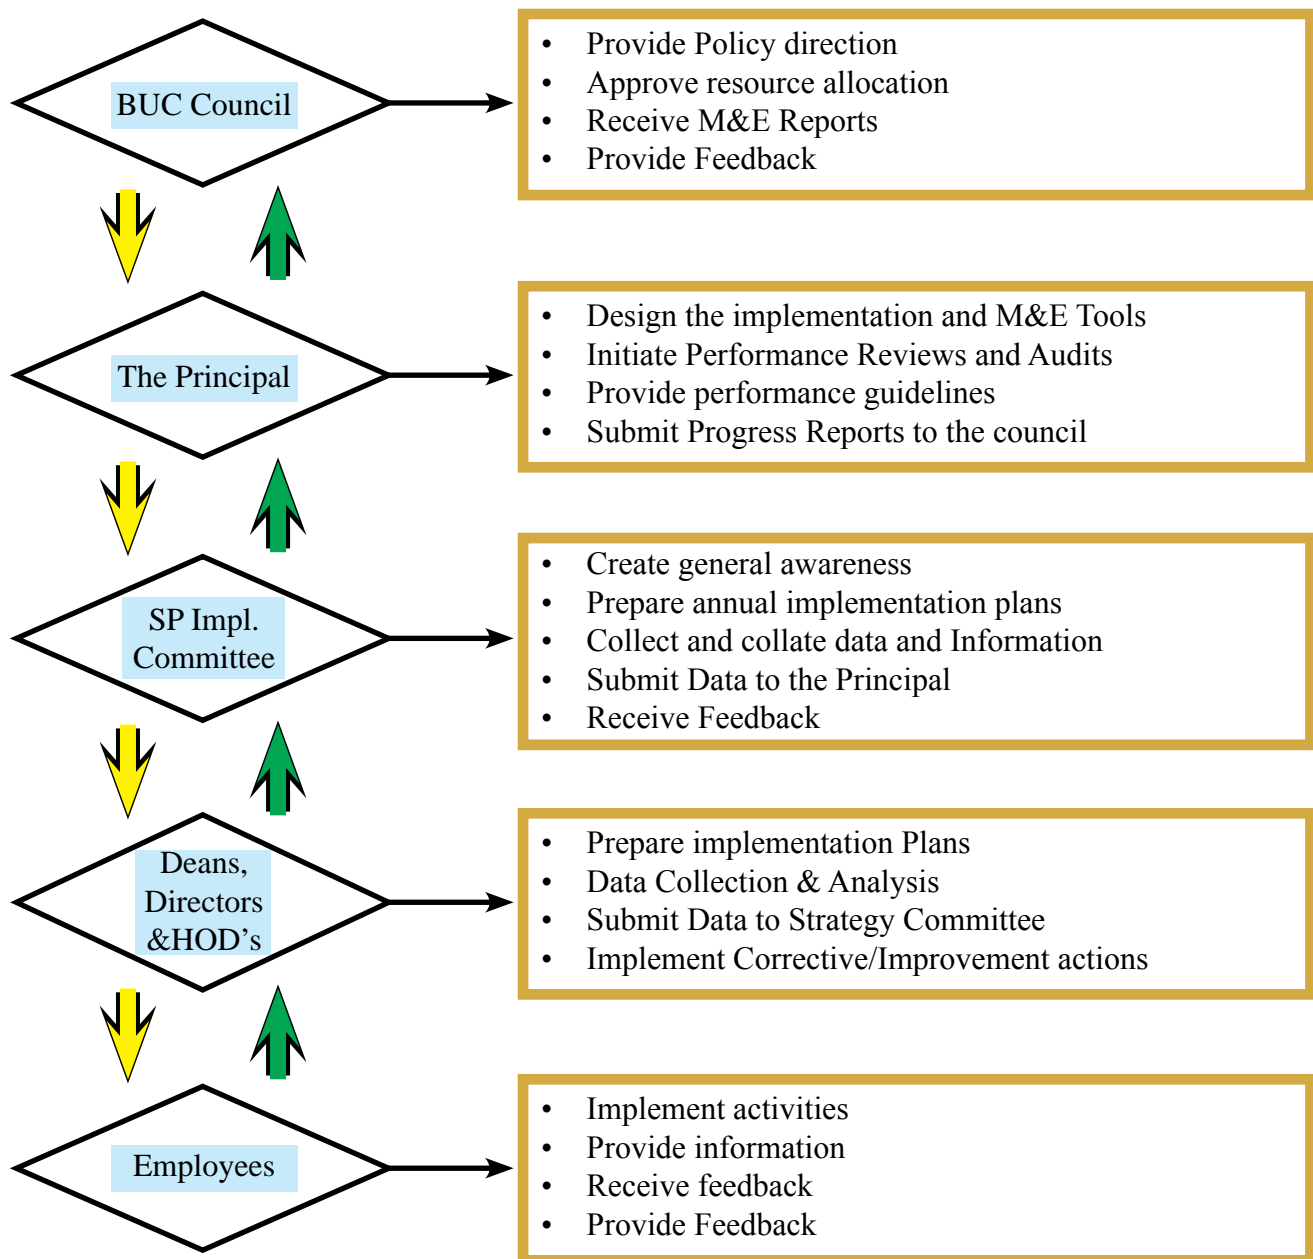 BUC Council
• Provide Policy direction
• Approve resource allocation
• Receive M&E Reports
• Provide Feedback
The Principal
• Design the implementation and M&E Tools
• Initiate Performance Reviews and Audits
• Provide performance guidelines
• Submit Progress Reports to the council
SP Impl.
Committee
• Create general awareness
• Prepare annual implementation plans
• Collect and collate data and Information
• Submit Data to the Principal
• Receive Feedback
Deans,
Directors
&HOD’s
• Prepare implementation Plans
• Data Collection & Analysis
• Submit Data to Strategy Committee
• Implement Corrective/Improvement actions
Employees
• Implement activities
• Provide information
• Receive feedback
• Provide Feedback